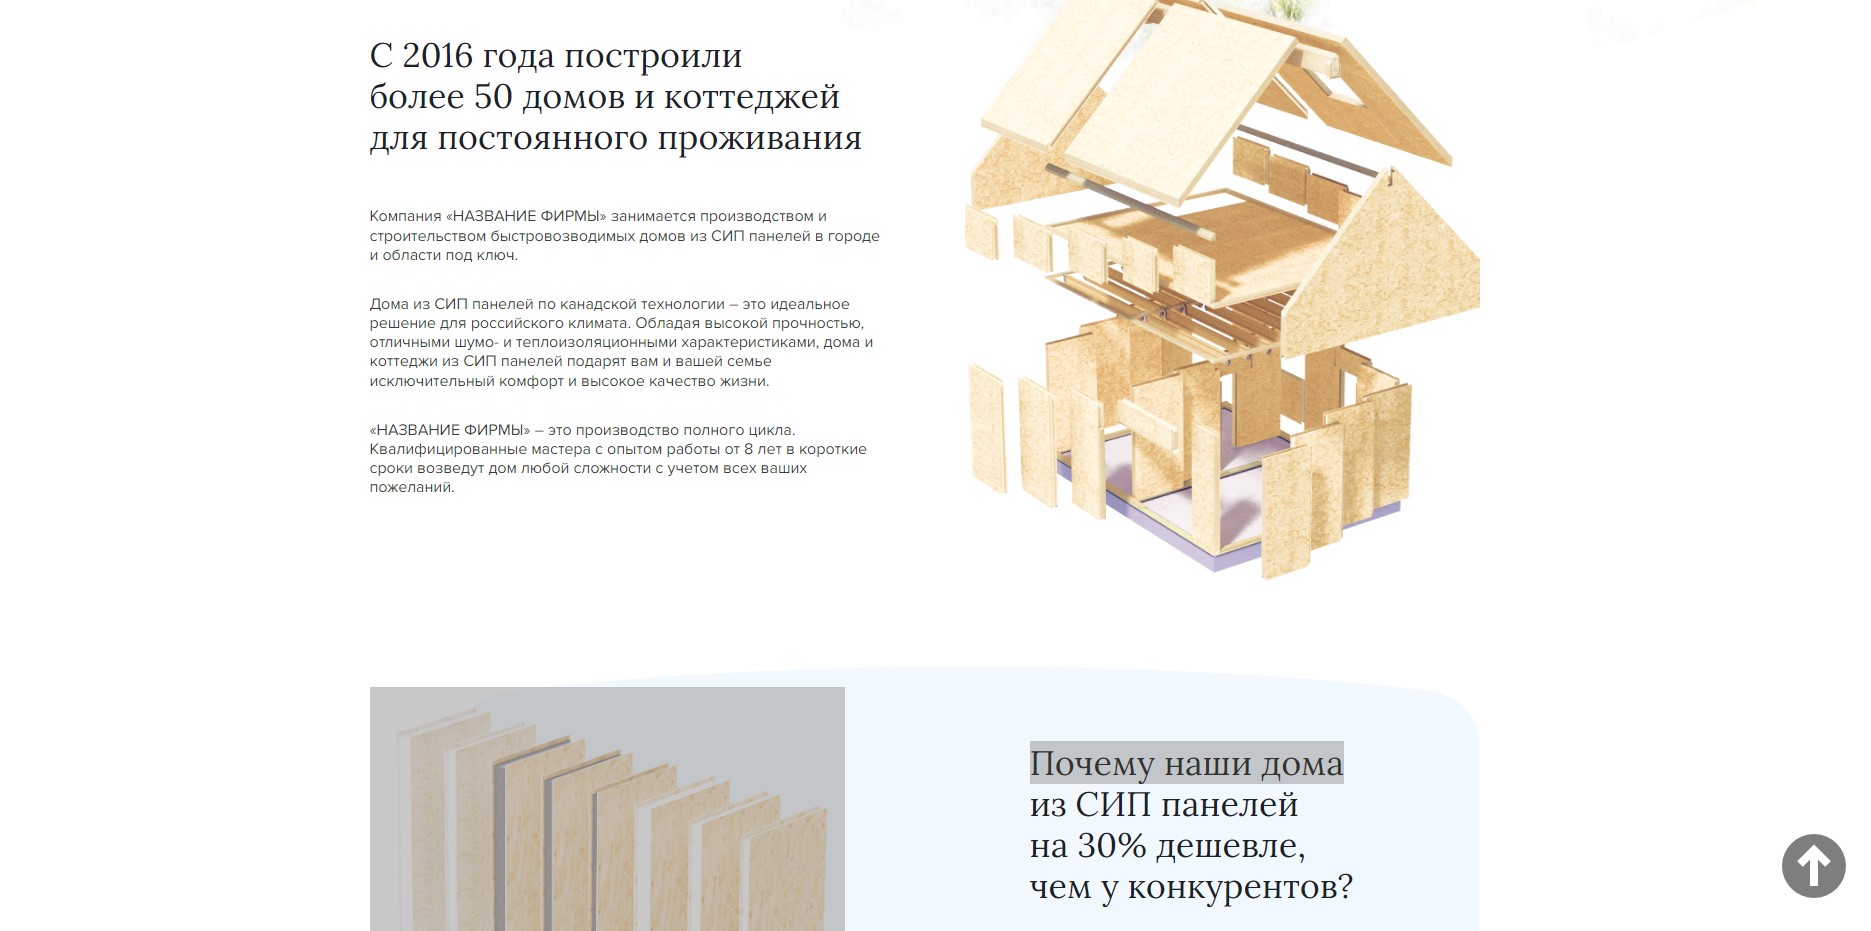 С 2016 года построили
более 50 домов и коттеджей
для постоянного проживания
Компания «НАЗВАНИЕ ФИРМЫ» занимается производством и
строительством быстровозводимых домов из СИП панелей в городе
и области под ключ.
Дома из СИП панелей по канадской технологии – это идеальное
решение для российского климата. Обладая высокой прочностью,
отличными шумо- и теплоизоляционными характеристиками, дома и
коттеджи из СИП панелей подарят вам и вашей семье
исключительный комфорт и высокое качество жизни.
«НАЗВАНИЕ ФИРМЫ» – это производство полного цикла.
Квалифицированные мастера с опытом работы от 8 лет в короткие
сроки возведут дом любой сложности с учетом всех ваших
пожеланий.
Почему наши дома
из СИП панелей
на 30% дешевле,
чем у конкурентов?